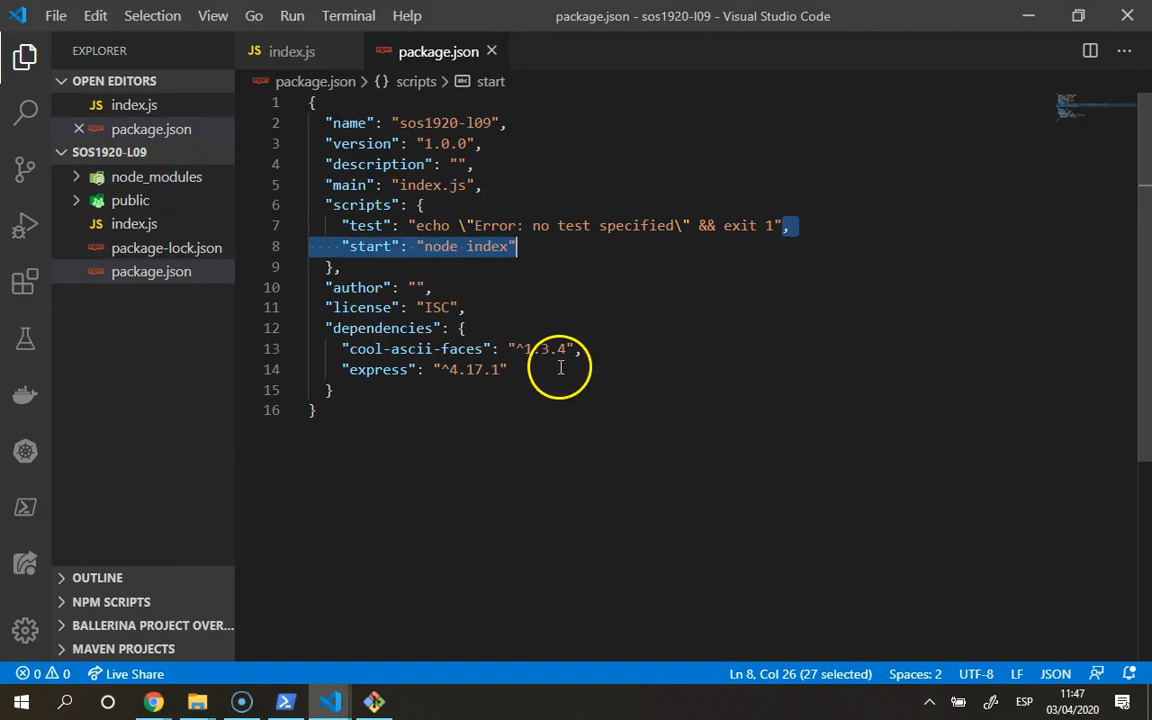 File Edit Selection View Go Run Terminal Help package.json - sos1920-l09 - Visual Studio Code
EXPLORER
OPEN EDITORS
JS index.js
package.json
SOS1920-L09
node_modules
public
JS index.js
package-lock.json
package.json
OUTLINE
NPM SCRIPTS
BALLERINA PROJECT OVER...
MAVEN PROJECTS
JS index.js package.json
package.json > {} scripts > abc start
1 {
2 "name": "sos1920-l09",
3 "version": "1.0.0",
4 "description": "",
5 "main": "index.js",
6 "scripts": {
7 "test": "echo \"Error: no test specified\" && exit 1",
8 "start": "node index"
9 },
10 "author": "",
11 "license": "ISC",
12 "dependencies": {
13 "cool-ascii-faces": "^1.3.4",
14 "express": "^4.17.1"
15 }
16 }
0 0 Live Share Ln 8, Col 26 (27 selected) Spaces: 2 UTF-8 LF JSON
ESP 11:47
03/04/2020